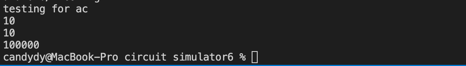 testing for ac
10
10
100000
candydy@MacBook-Pro circuit simulator6 %